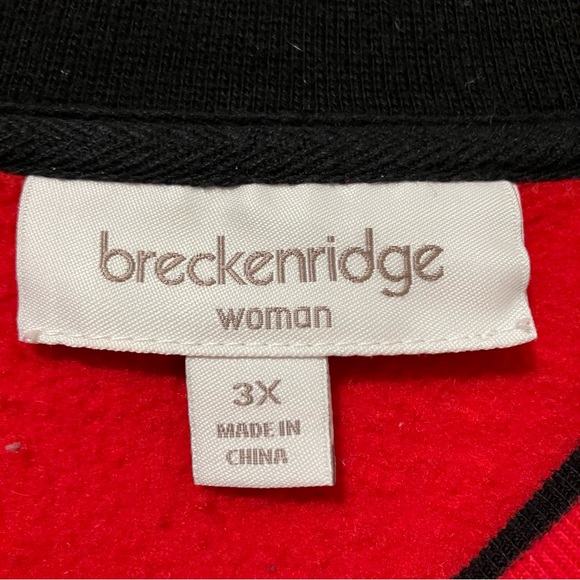 breckenridge
woman
3X
MADE IN
CHINA